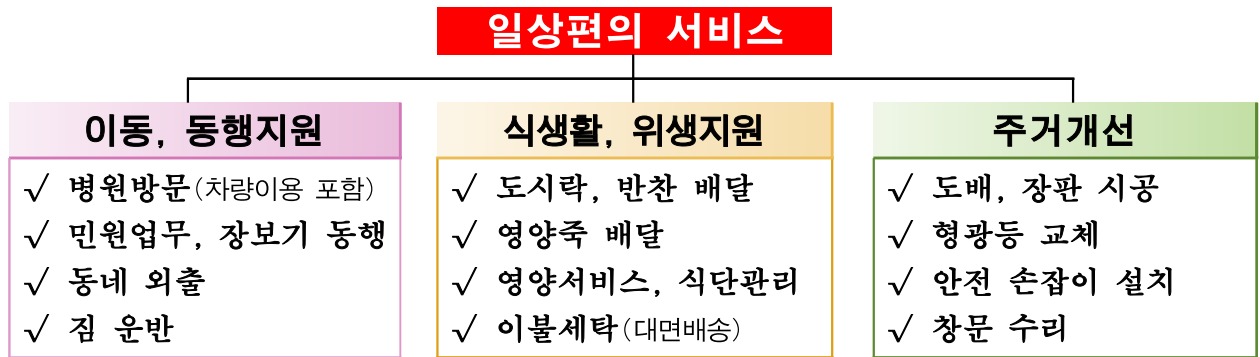 일상편의 서비스
이동, 동행지원
√ 병원방문(차량이용 포함)
√ 민원업무, 장보기 동행
√ 동네 외출
√ 짐 운반
식생활, 위생지원
√ 도시락, 반찬 배달
√ 영양죽 배달
√ 영양서비스, 식단관리
√ 이불세탁(대면배송)
주거개선
√ 도배, 장판 시공
√ 형광등 교체
√ 안전 손잡이 설치
√ 창문 수리